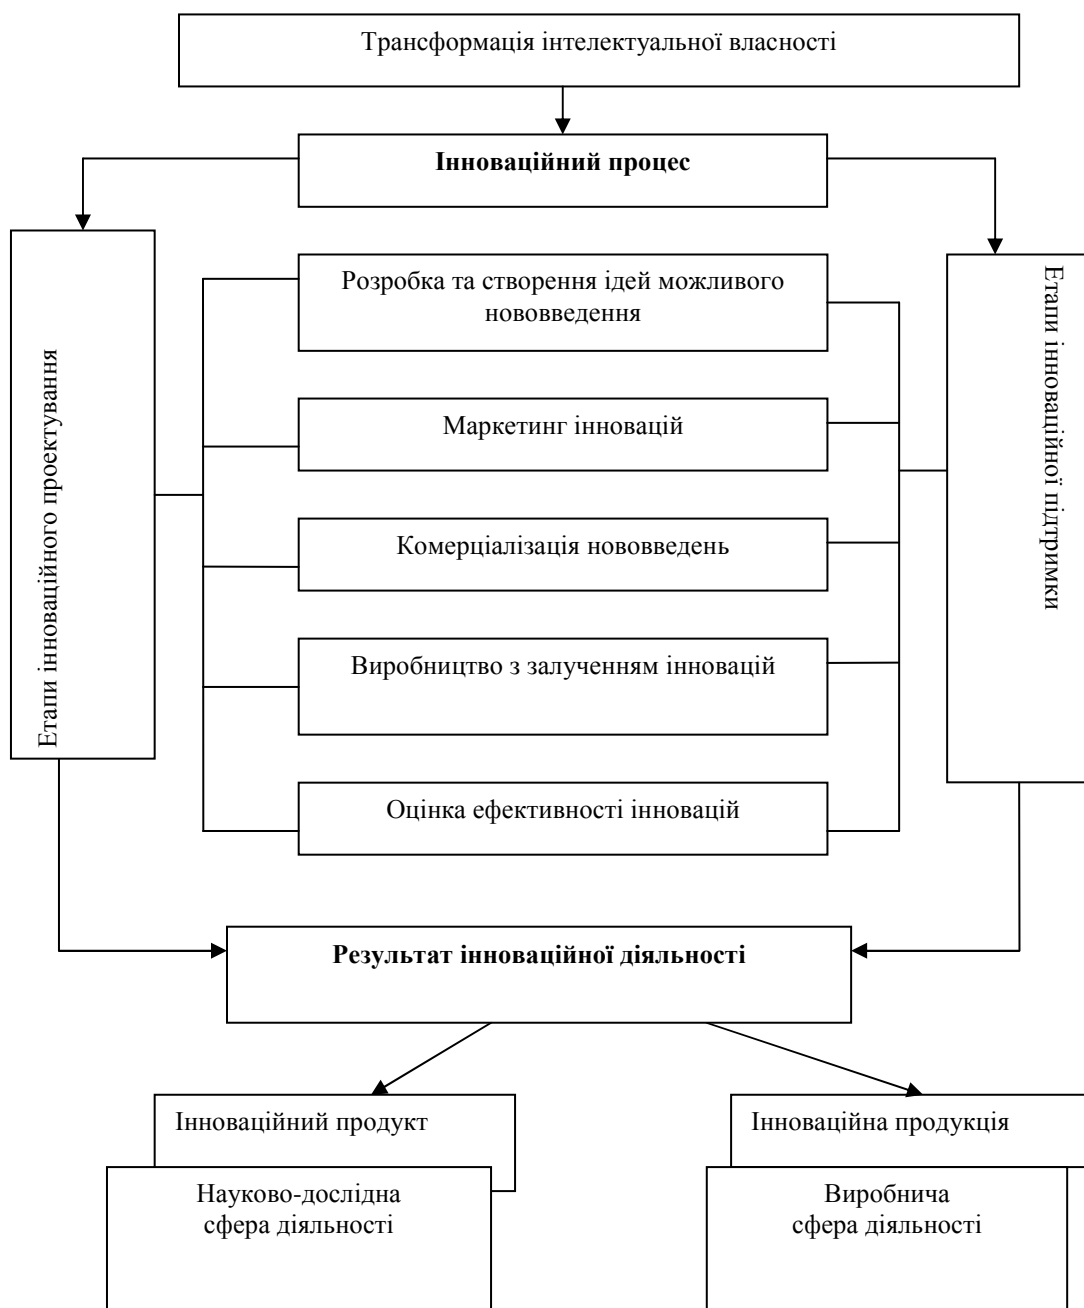 Трансформація інтелектуальної власності
Інноваційний процес
Етапи інноваційного проектування
Розробка та створення ідей можливого
нововведення
Маркетинг інновацій
Комерціалізація нововведень
Виробництво з залученням інновацій
Оцінка ефективності інновацій
Етапи інноваційної підтримки
Результат інноваційної діяльності
Інноваційний продукт
Науково-дослідна
сфера діяльності
Інноваційна продукція
Виробнича
сфера діяльності